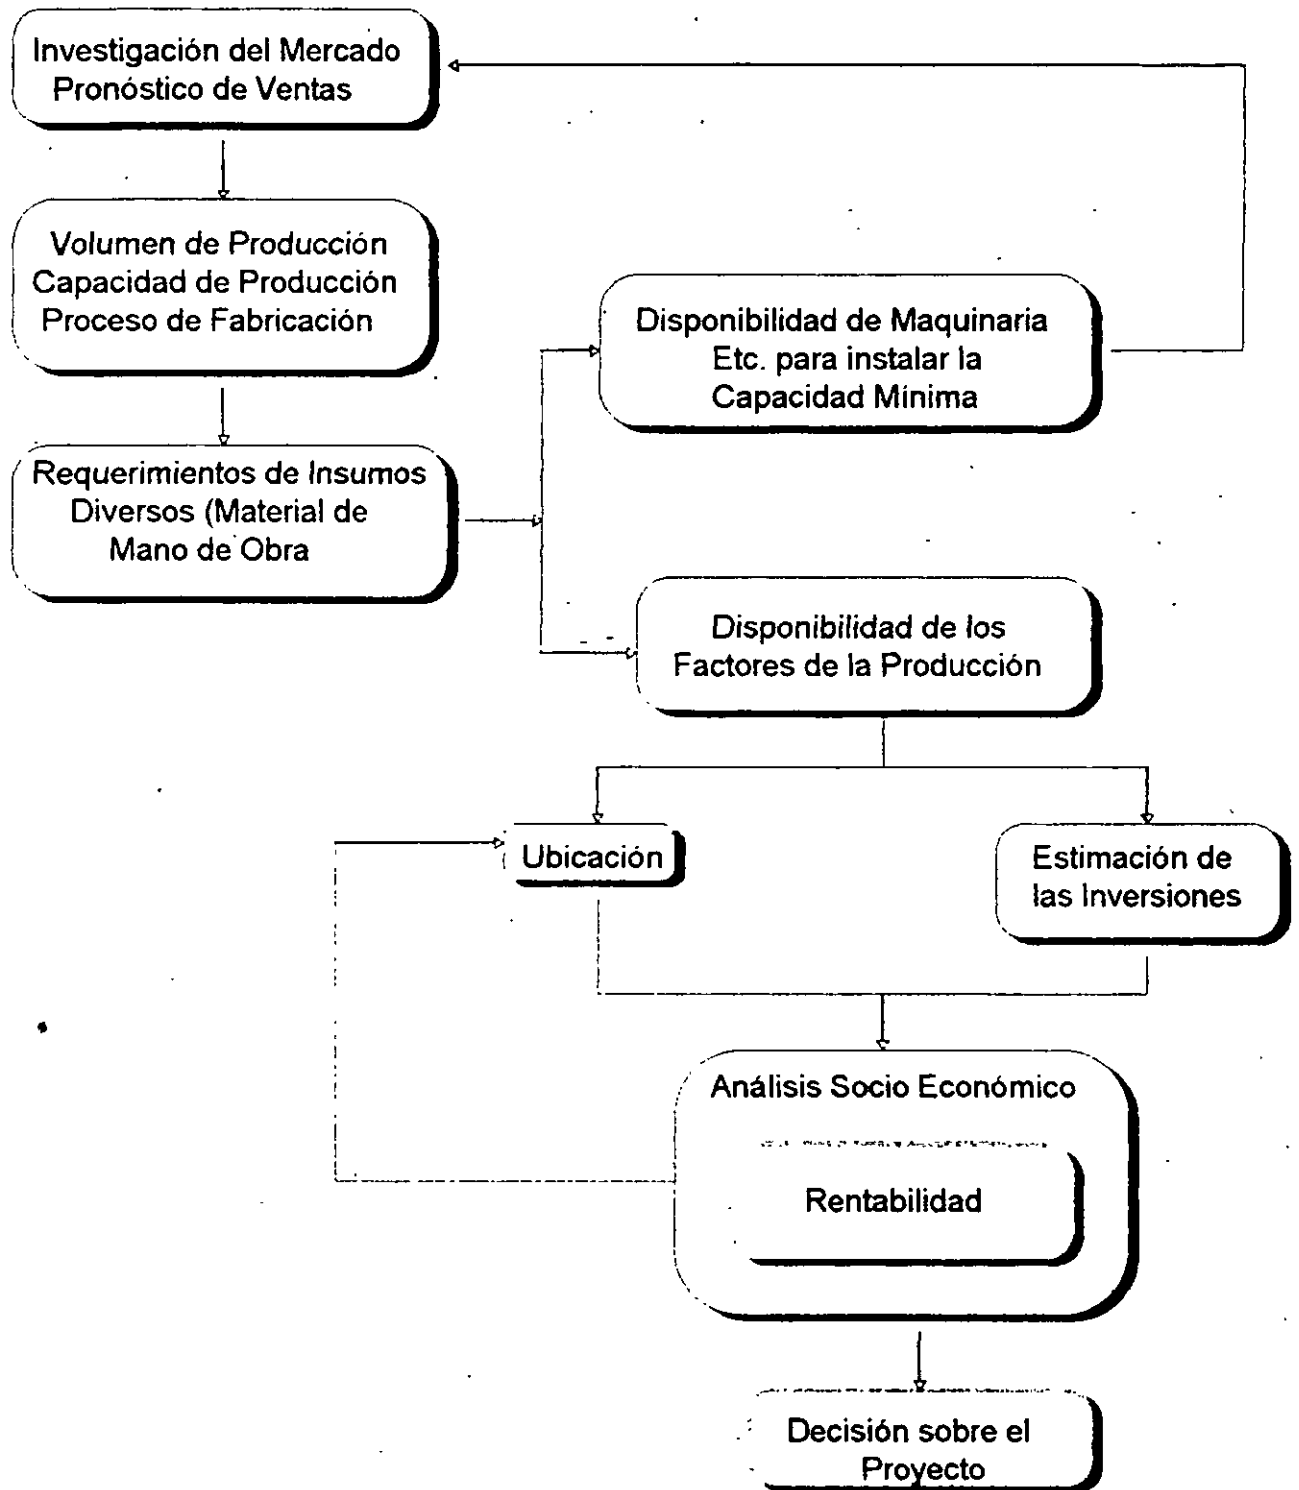 Investigación del Mercado
Pronóstico de Ventas
Volumen de Producción
Capacidad de Producción
Proceso de Fabricación
Disponibilidad de Maquinaria
Etc. para instalar la
Capacidad Mínima
Requerimientos de Insumos
Diversos (Material de
Mano de Obra
Disponibilidad de los
Factores de la Producción
Ubicación
Estimación de
las Inversiones
Análisis Socio Económico
Rentabilidad
Decisión sobre el
Proyecto